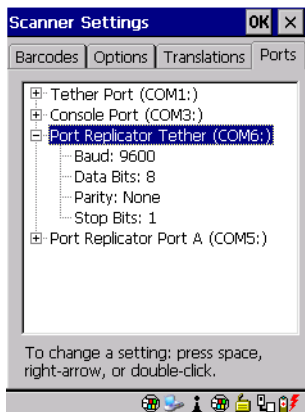 Scanner Settings OK ×
Barcodes Options Translations Ports
Tether Port (COM1:)
Console Port (COM3:)
Port Replicator Tether (COM6:)
Baud: 9600
Data Bits: 8
Parity: None
Stop Bits: 1
Port Replicator Port A (COM5:)
To change a setting: press space,
right-arrow, or double-click.